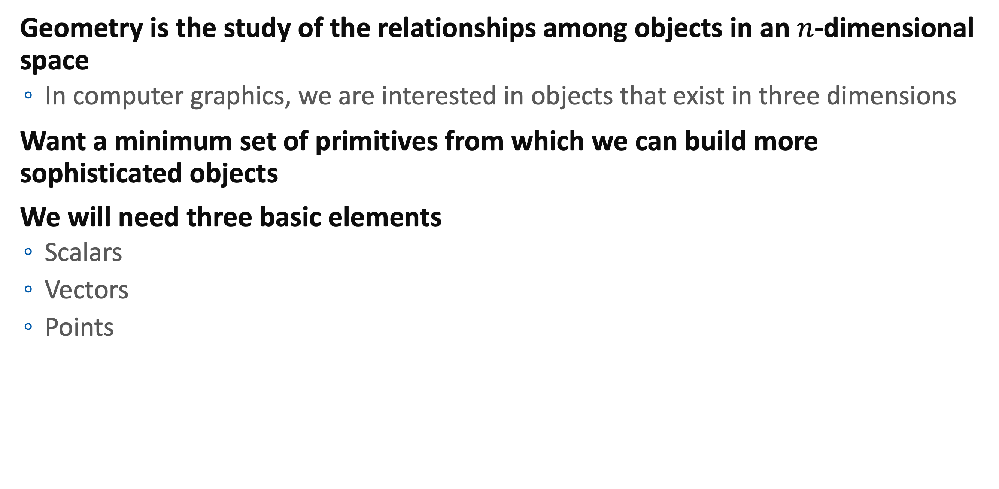 Geometry is the study of the relationships among objects in an 𝑛-dimensional
space
◦ In computer graphics, we are interested in objects that exist in three dimensions
Want a minimum set of primitives from which we can build more
sophisticated objects
We will need three basic elements
◦ Scalars
◦ Vectors
◦ Points